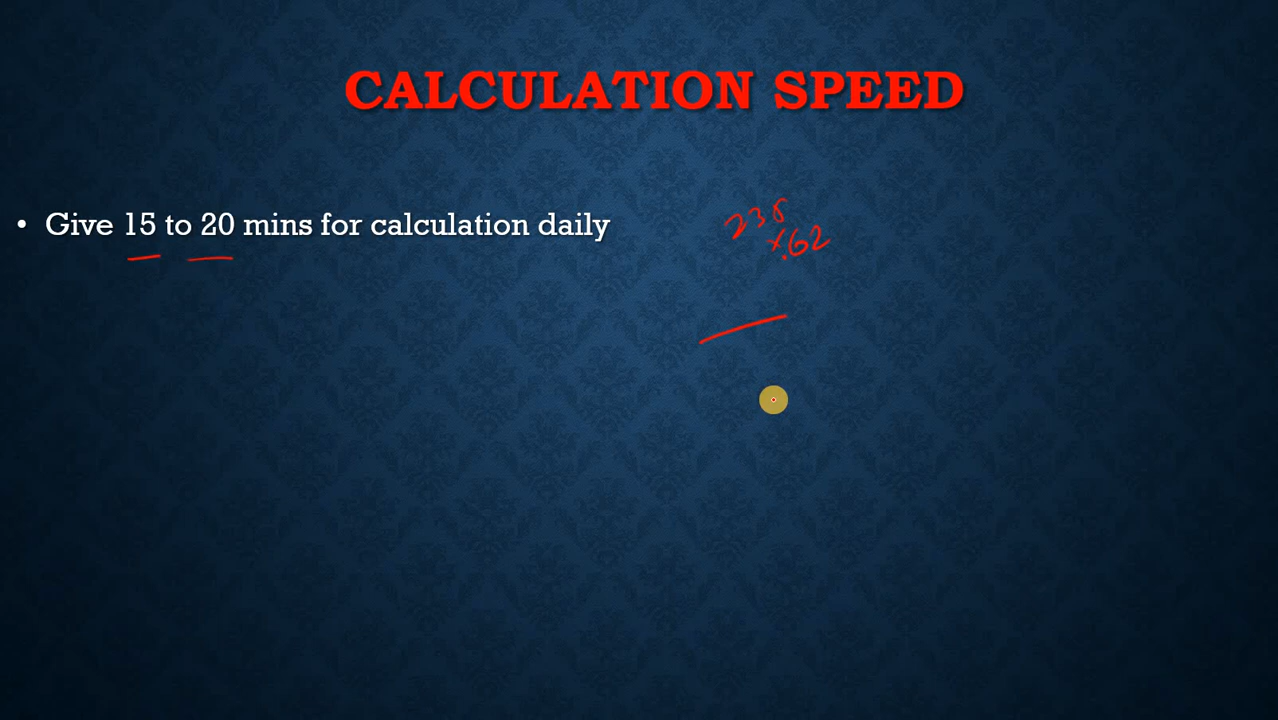 CALCULATION SPEED
• Give 15 to 20 mins for calculation daily
238
×.62